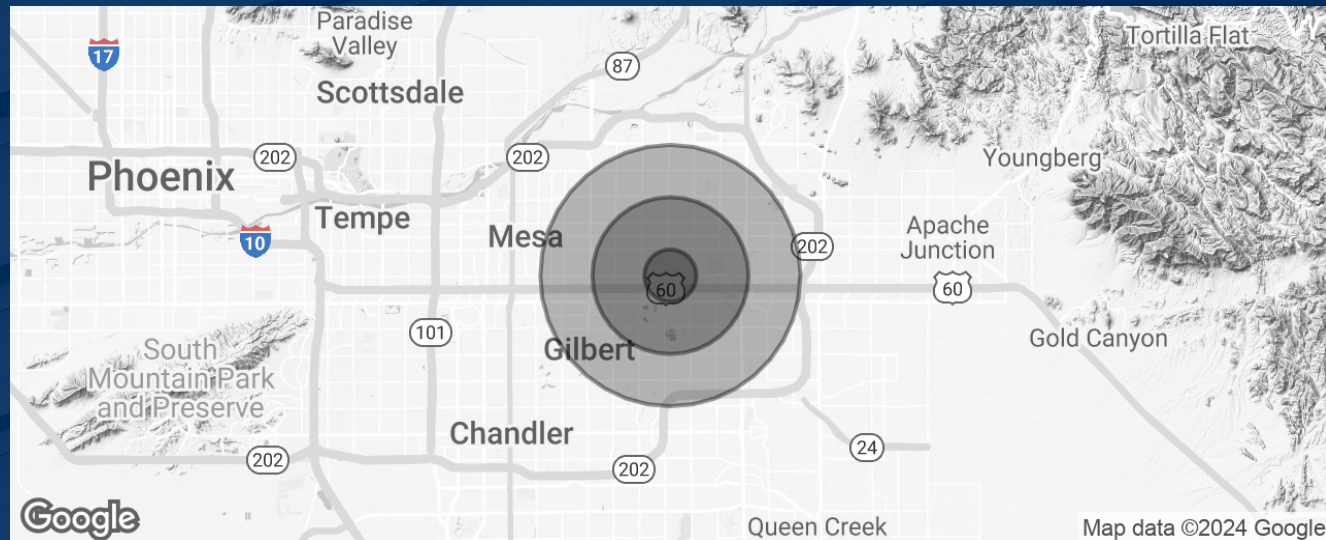 Paradise
Valley
Tortilla Flat
17
87
Scottsdale
202
202
Youngberg
Phoenix
Tempe
Mesa
Apache
Junction
10
202
60
60
101
Gold Canyon
South
Mountain Park
and Preserve
Gilbert
Chandler
202
202
24
Google
Queen Creek
Map data ©2024 Google